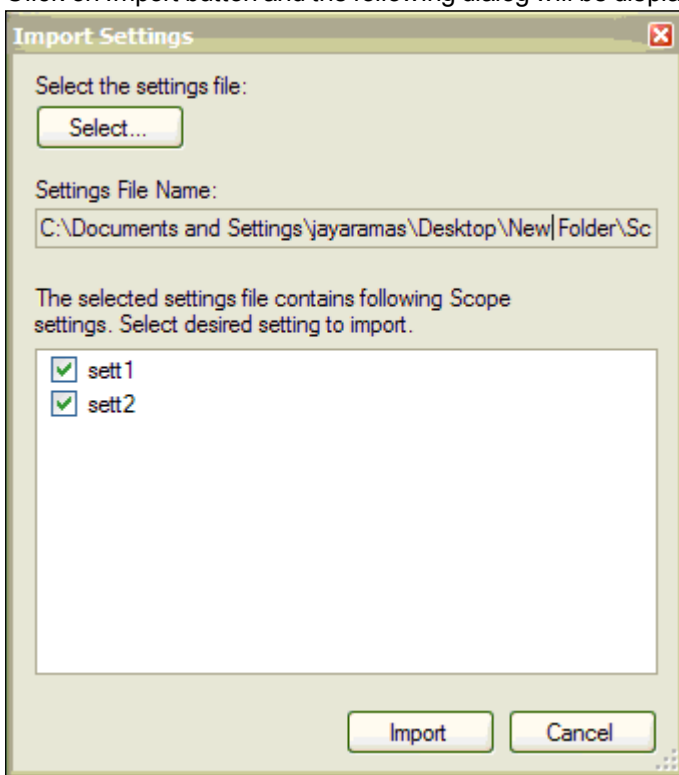 Click on Import button and the following dialog will be displa
Import Settings
Select the settings file:
Select...
Settings File Name:
C:\Documents and Settings\jayaramas\Desktop\New Folder\Sc
The selected settings file contains following Scope
settings. Select desired setting to import.
sett1
sett2
Import
Cancel